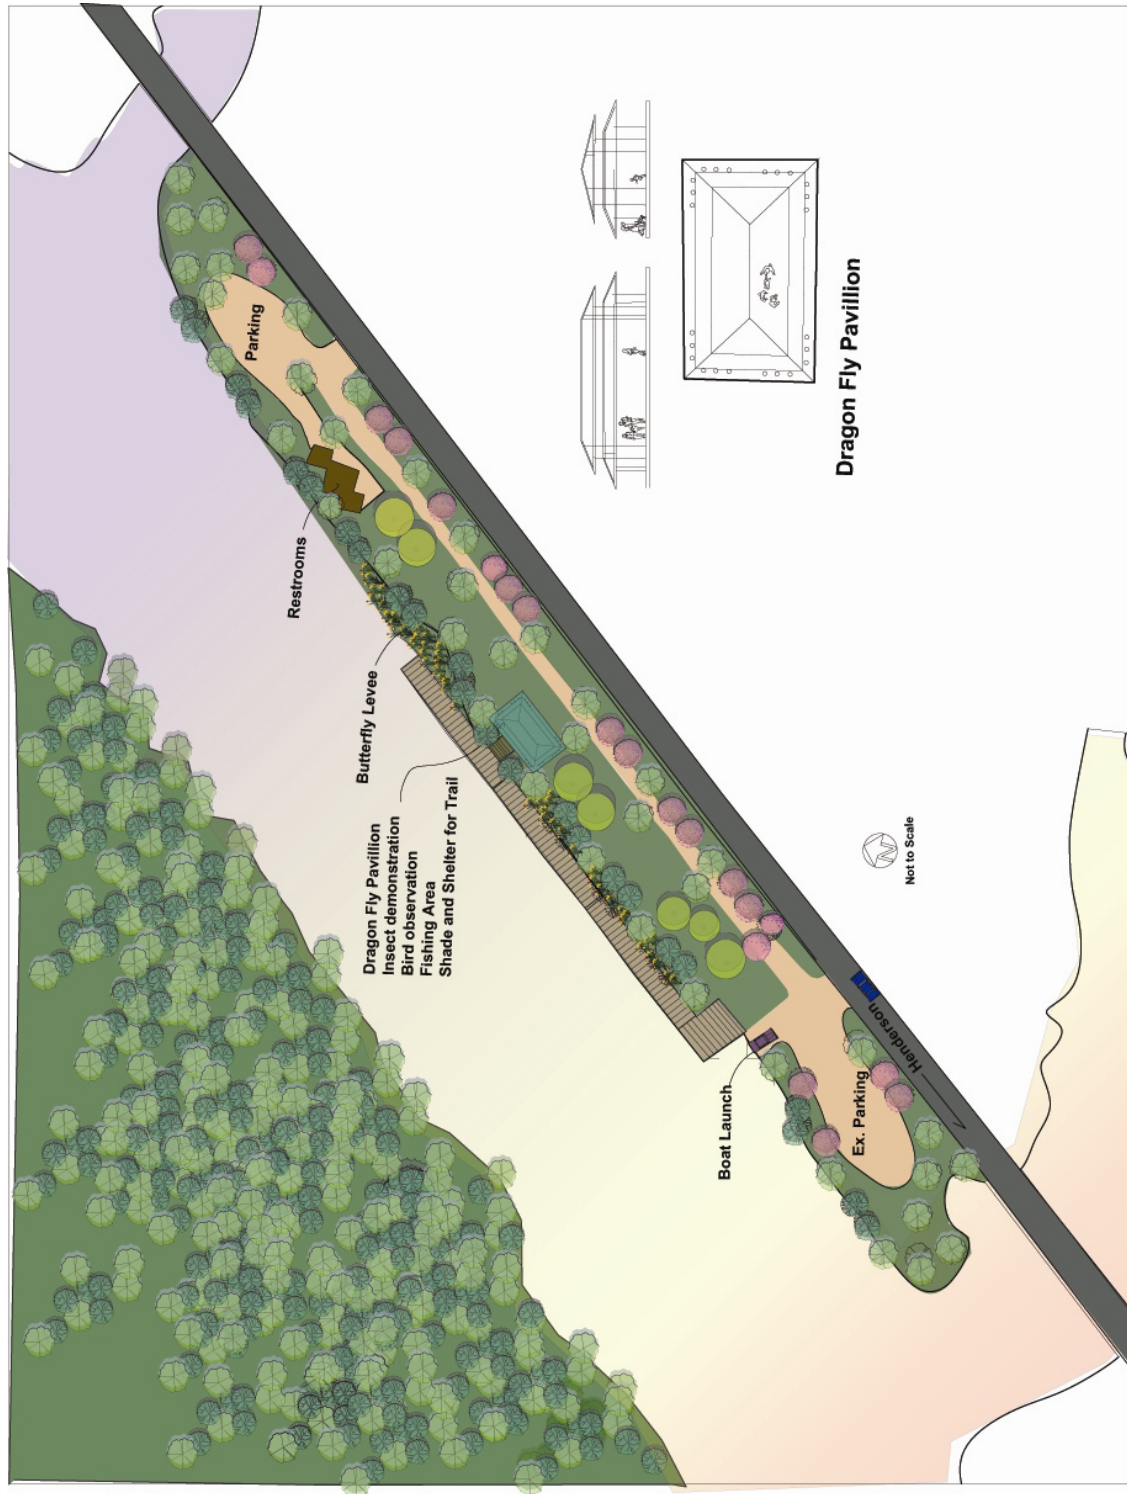 Parking
Restrooms
Butterfly Levee
Dragon Fly Pavillion
Insect demonstration
Bird observation
Fishing Area
Shade and Shelter for Trail
Boat Launch
Ex. Parking
Henderson
Dragon Fly Pavillion
N
Not to Scale